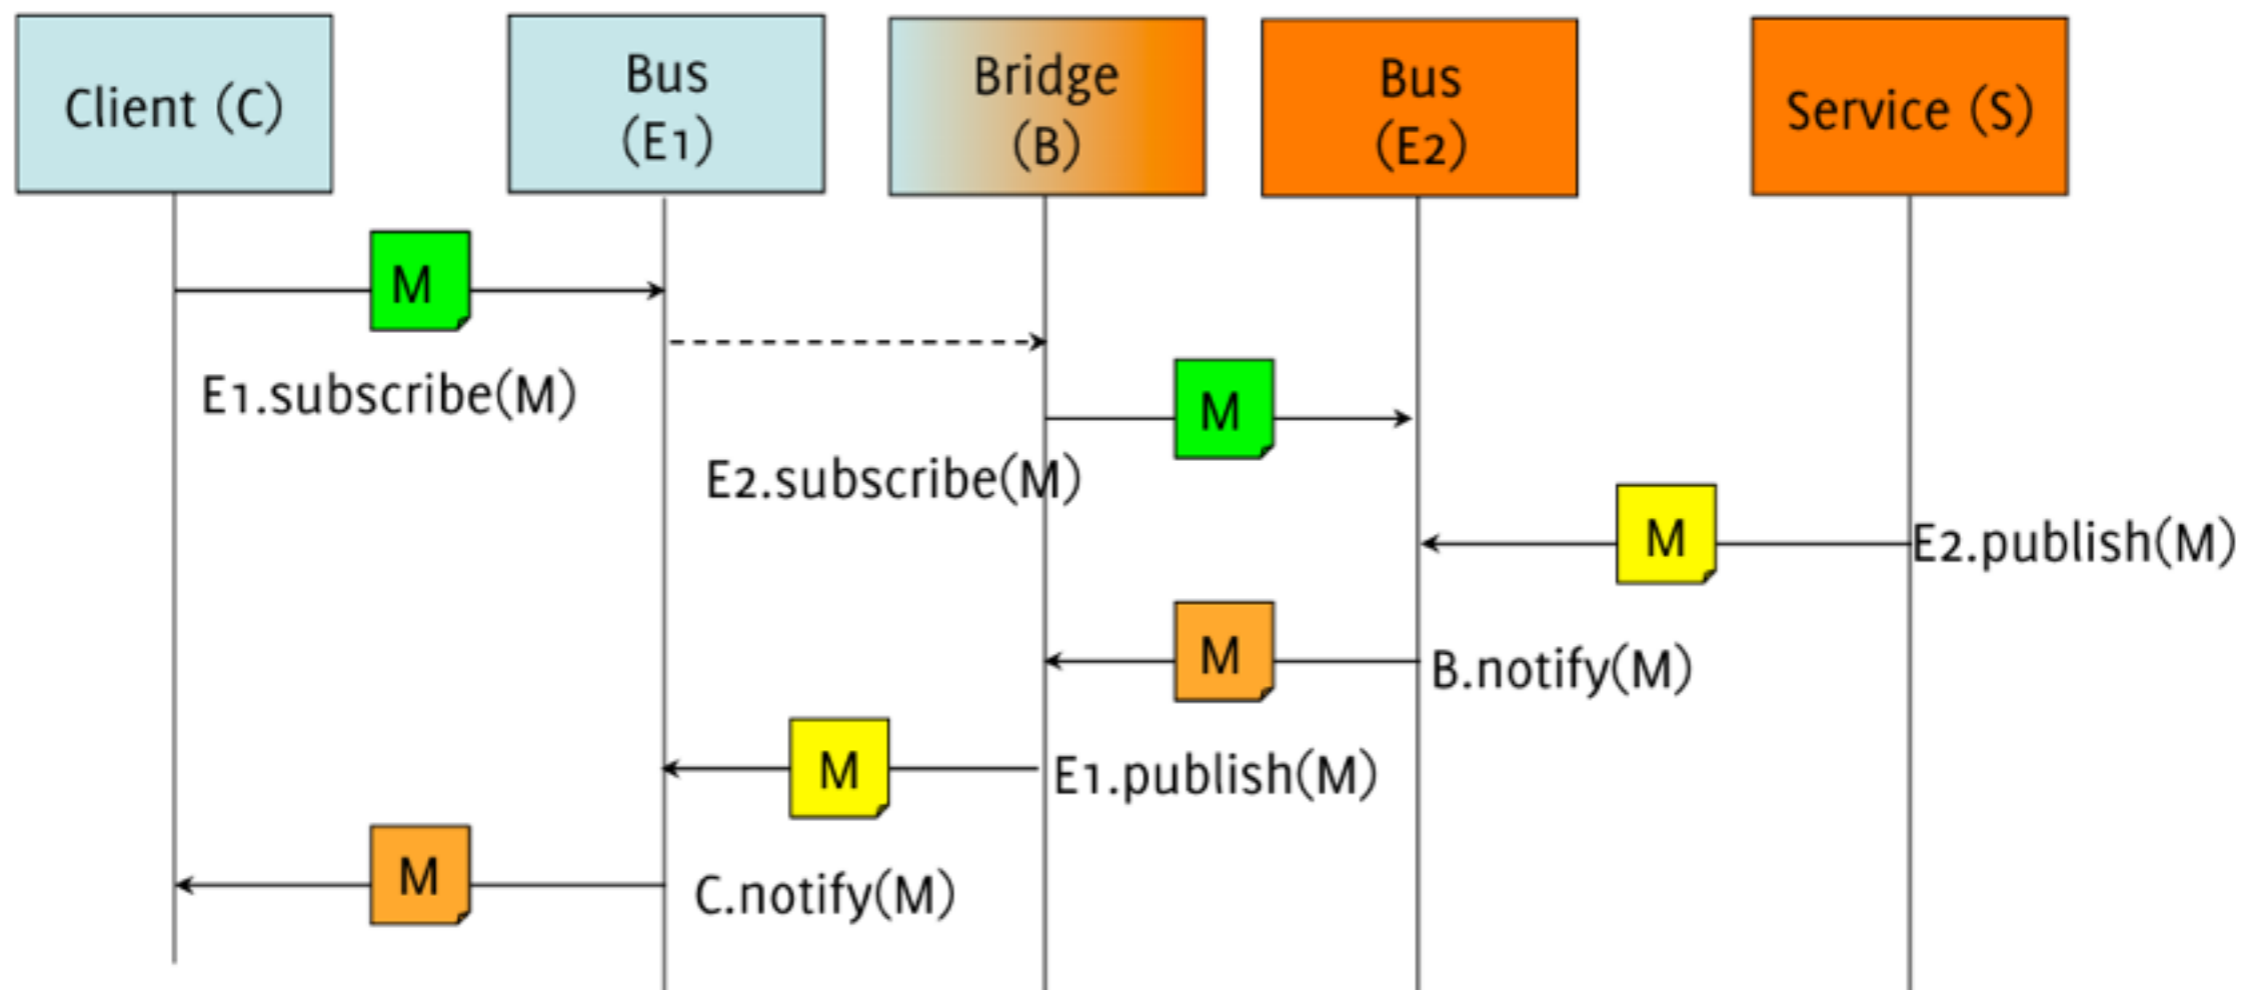 Client (C)
Bus
(E1)
Bridge
(B)
Bus
(E2)
Service (S)
M
E1.subscribe(M)
M
E2.subscribe(M)
M
E2.publish(M)
M
B.notify(M)
M
E1.publish(M)
M
C.notify(M)